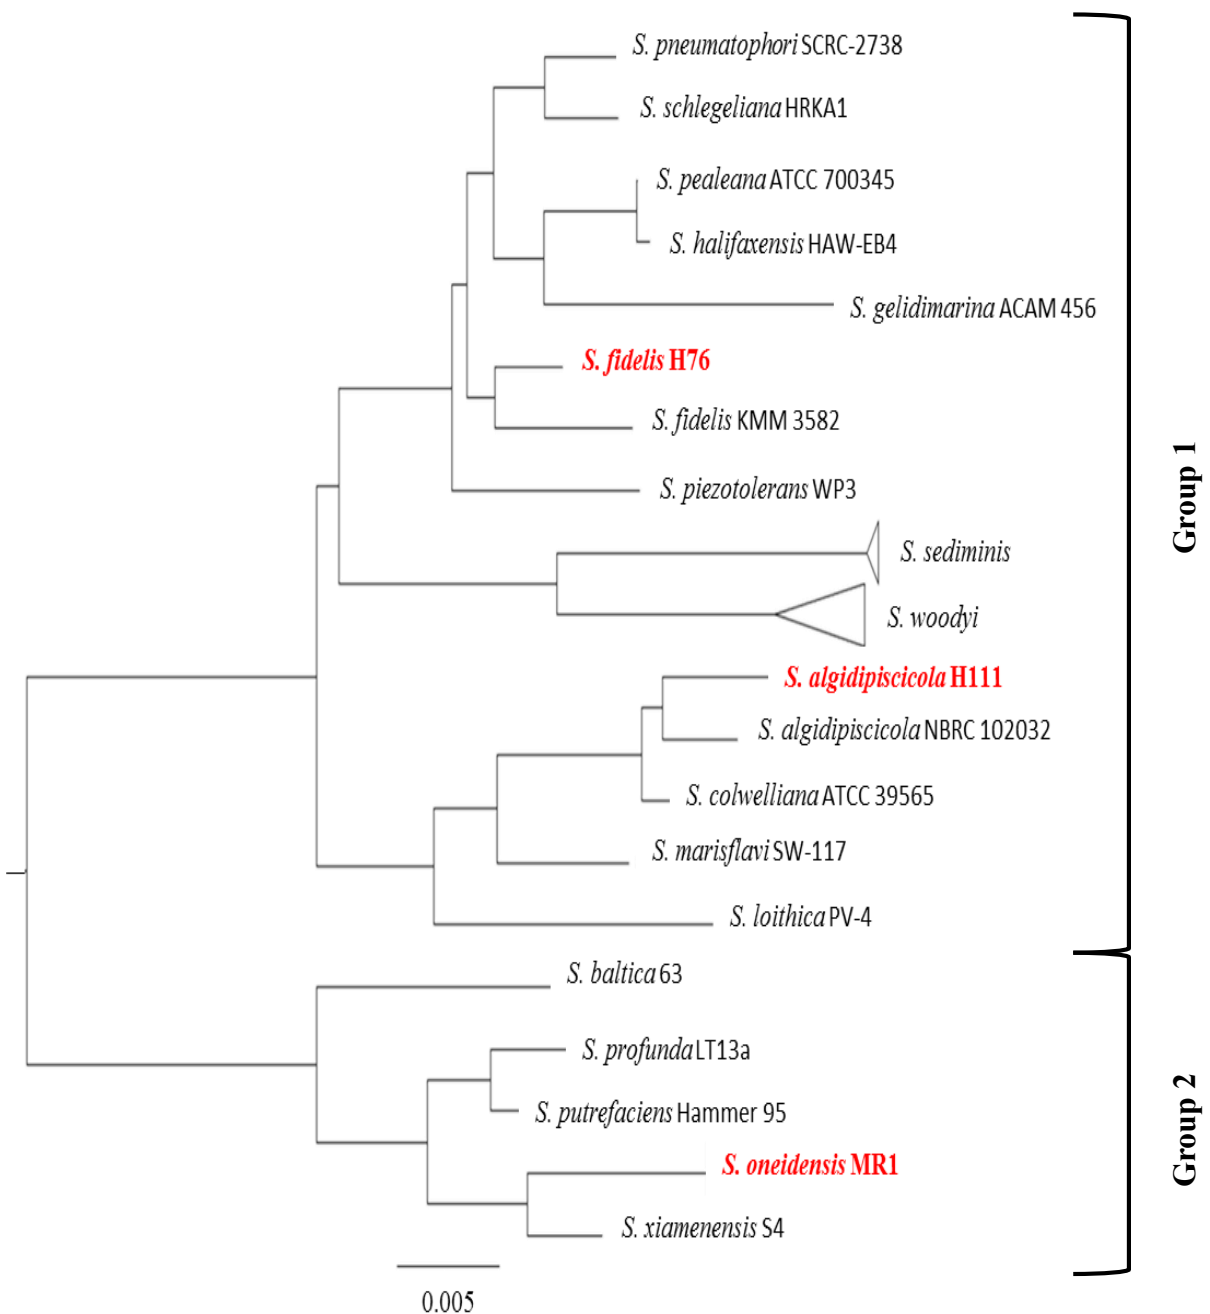 S. pneumatophori SCRC-2738
S. schlegeliana HRKA1
S. pealeana ATCC 700345
S. halifaxensis HAW-EB4
S. gelidimarina ACAM 456
S. fidelis H76
S. fidelis KMM 3582
S. piezotolerans WP3
S. sediminis
S. woodyi
S. algidipiscicola H111
S. algidipiscicola NBRC 102032
S. colwelliana ATCC 39565
S. marisflavi SW-117
S. loithica PV-4
Group 1
S. baltica 63
S. profunda LT13a
S. putrefaciens Hammer 95
S. oneidensis MR1
S. xiamenensis S4
Group 2
0.005